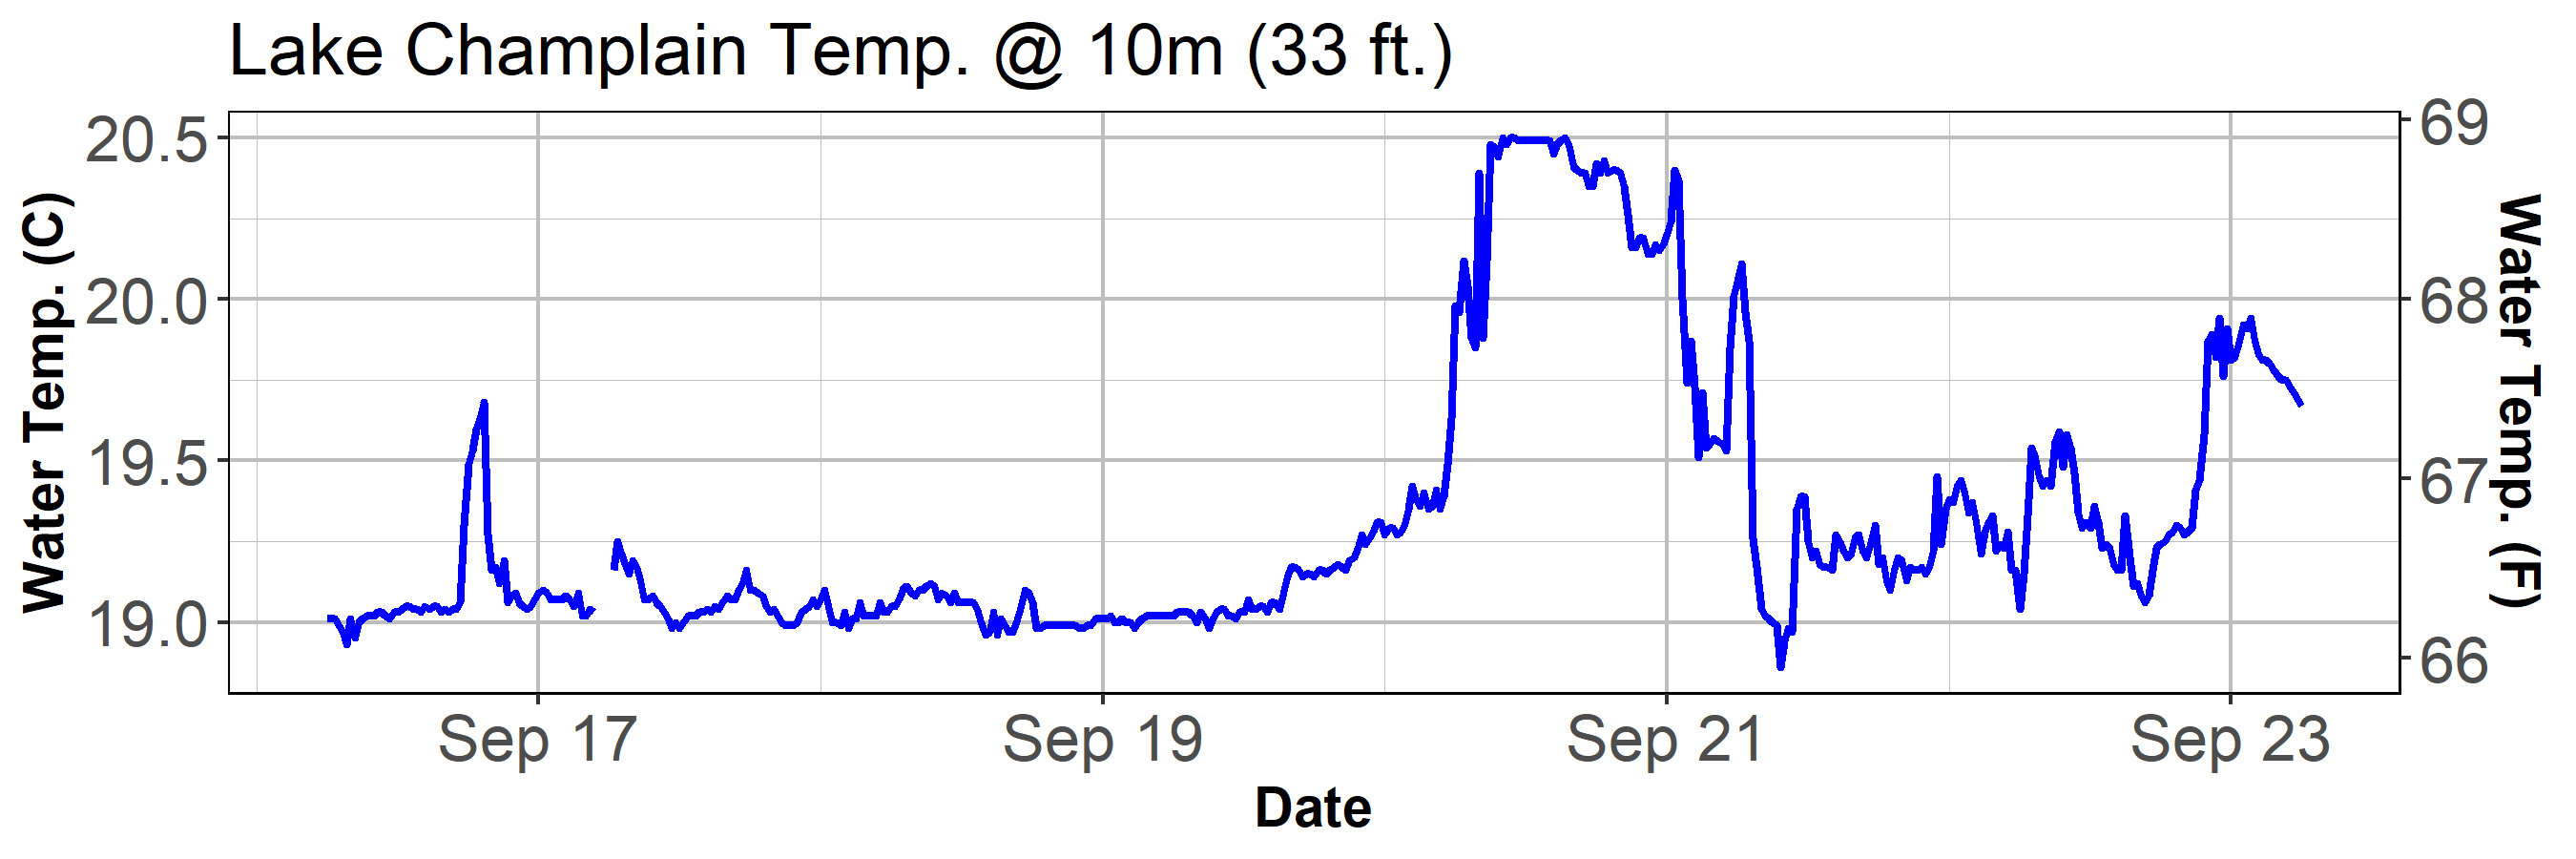 Lake Champlain Temp. @ 10m (33 ft.)
Water Temp. (C)
20.5
20.0
19.5
19.0
69
68
67
66
Water Temp. (F)
Sep 17 Sep 19 Sep 21 Sep 23
Date